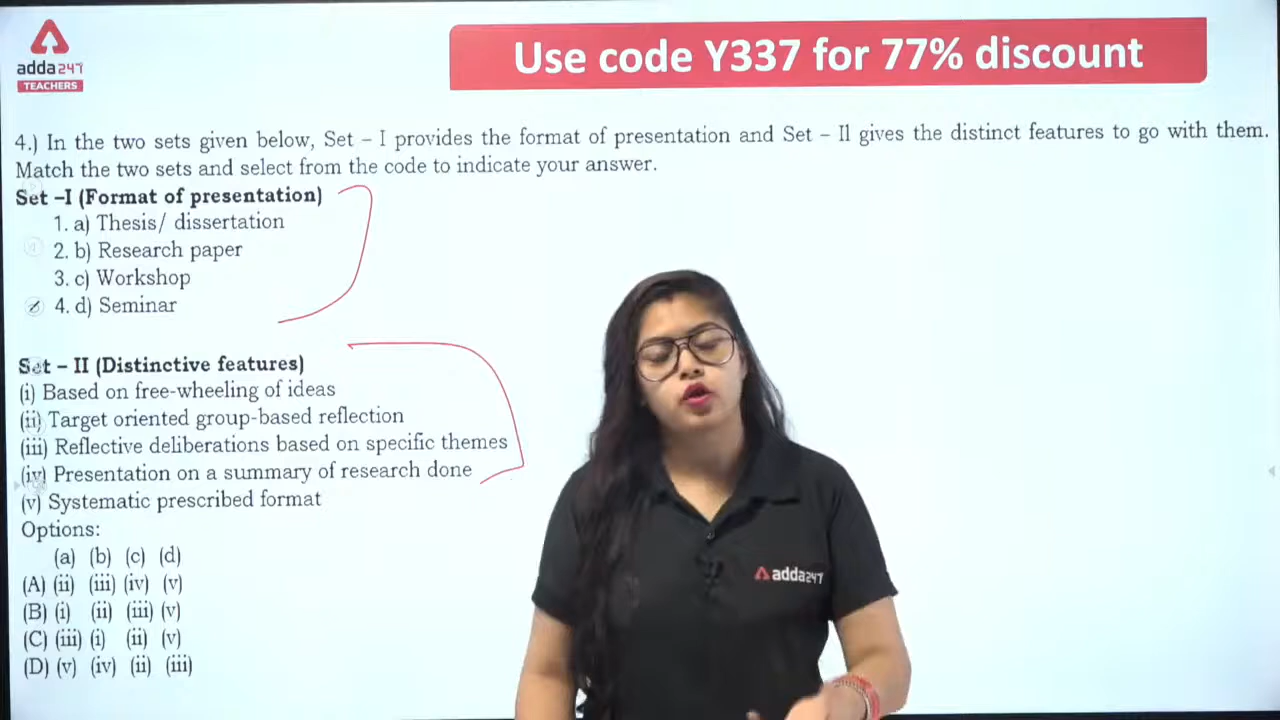 adda247
TEACHERS
Use code Y337 for 77% discount
4.) In the two sets given below, Set – I provides the format of presentation and Set – II gives the distinct features to go with them.
Match the two sets and select from the code to indicate your answer.
Set –I (Format of presentation)
1. a) Thesis/ dissertation
2. b) Research paper
3. c) Workshop
4. d) Seminar
Set – II (Distinctive features)
(i) Based on free-wheeling of ideas
(ii) Target oriented group-based reflection
(iii) Reflective deliberations based on specific themes
(iv) Presentation on a summary of research done
(v) Systematic prescribed format
Options:
(a) (b) (c) (d)
(A) (ii) (iii) (iv) (v)
(B) (i) (ii) (iii) (v)
(C) (iii) (i) (ii) (v)
(D) (v) (iv) (ii) (iii)
adda247